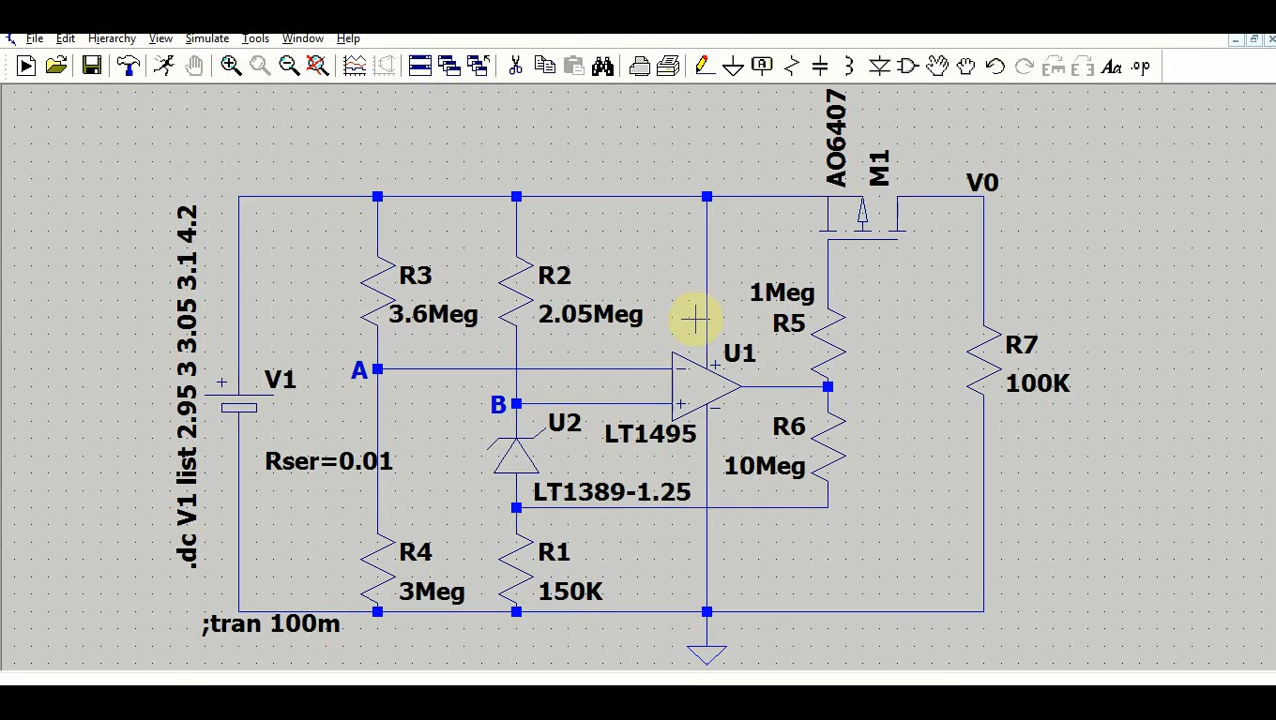 File Edit Hierarchy View Simulate Tools Window Help
Aa .op
AO6407
M1
V0
.dc V1 list 2.95 3 3.05 3.1 4.2
R3
3.6Meg
R2
2.05Meg
1Meg
R5
U1
R7
100K
A
V1
B
U2
LT1495
R6
10Meg
Rser=0.01
LT1389-1.25
R4
3Meg
R1
150K
;tran 100m